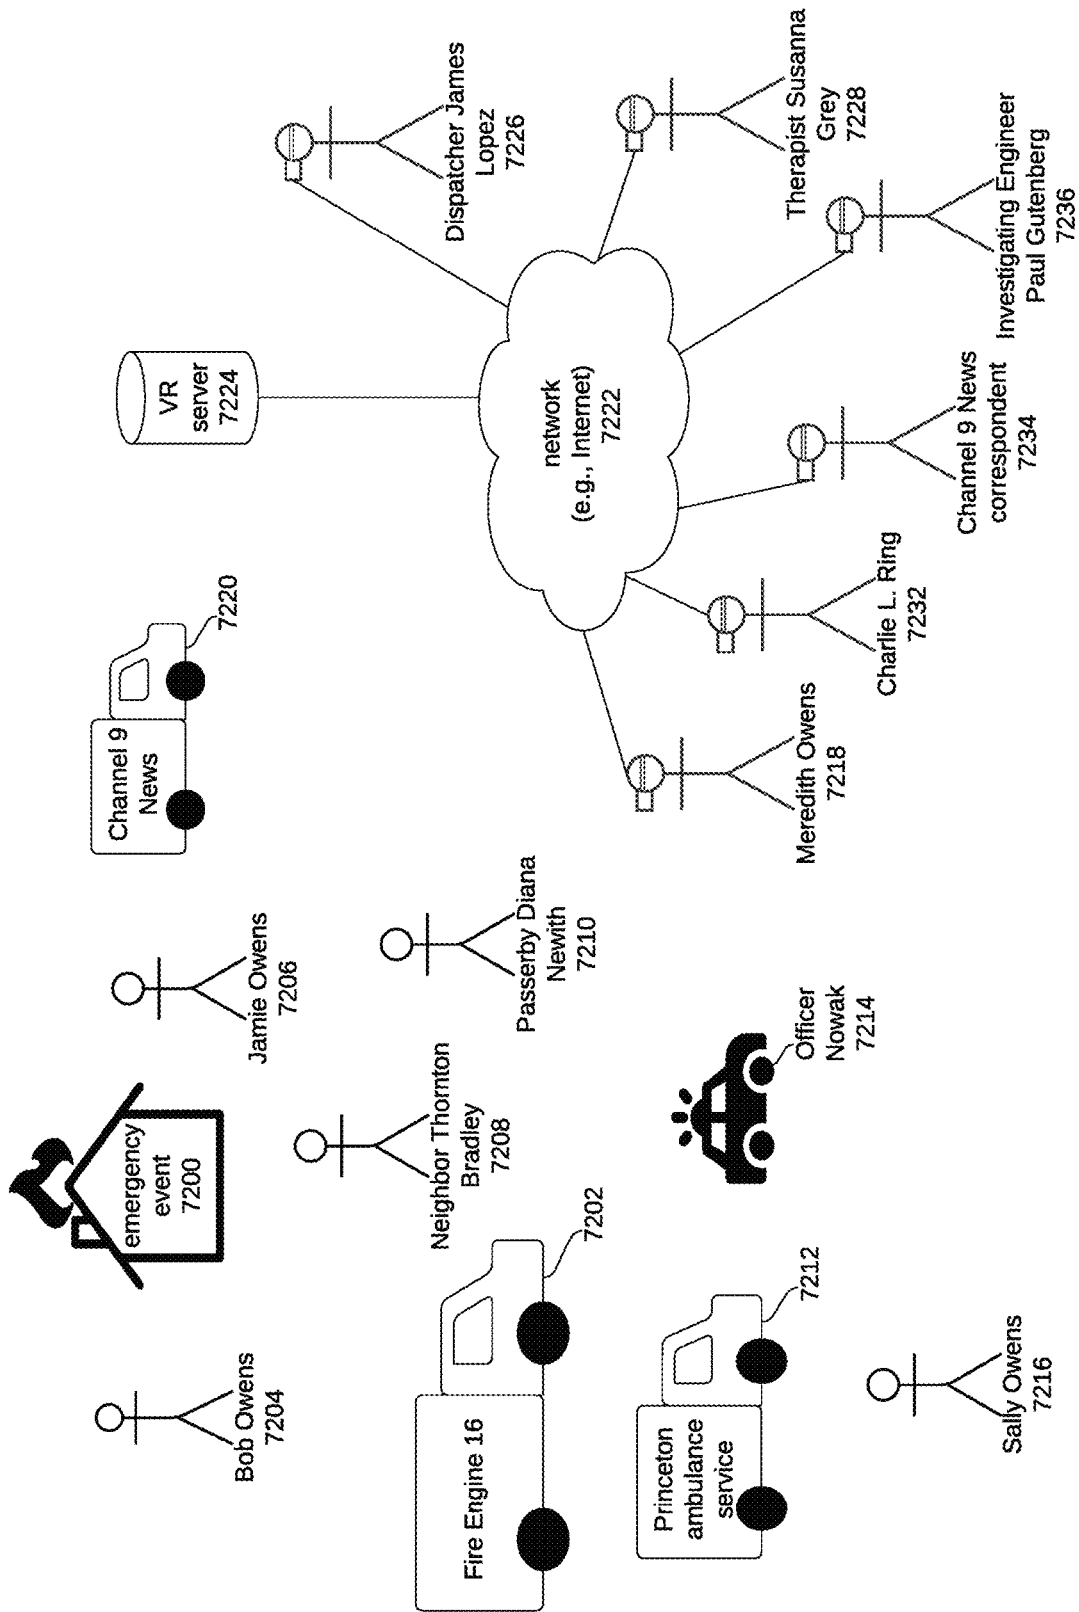 emergency
event
7200
Bob Owens
7204
Jamie Owens
7206
Channel 9
News
7220
VR
server
7224
Fire Engine 16
7202
Neighbor Thornton
Bradley
7208
Passerby Diana
Newith
7210
network
(e.g., Internet)
7222
Dispatcher James
Lopez
7226
Princeton
ambulance
service
7212
Officer
Nowak
7214
Sally Owens
7216
Meredith Owens
7218
Charlie L. Ring
7232
Channel 9 News
correspondent
7234
Investigating Engineer
Paul Gutenberg
7236
Therapist Susanna
Grey
7228